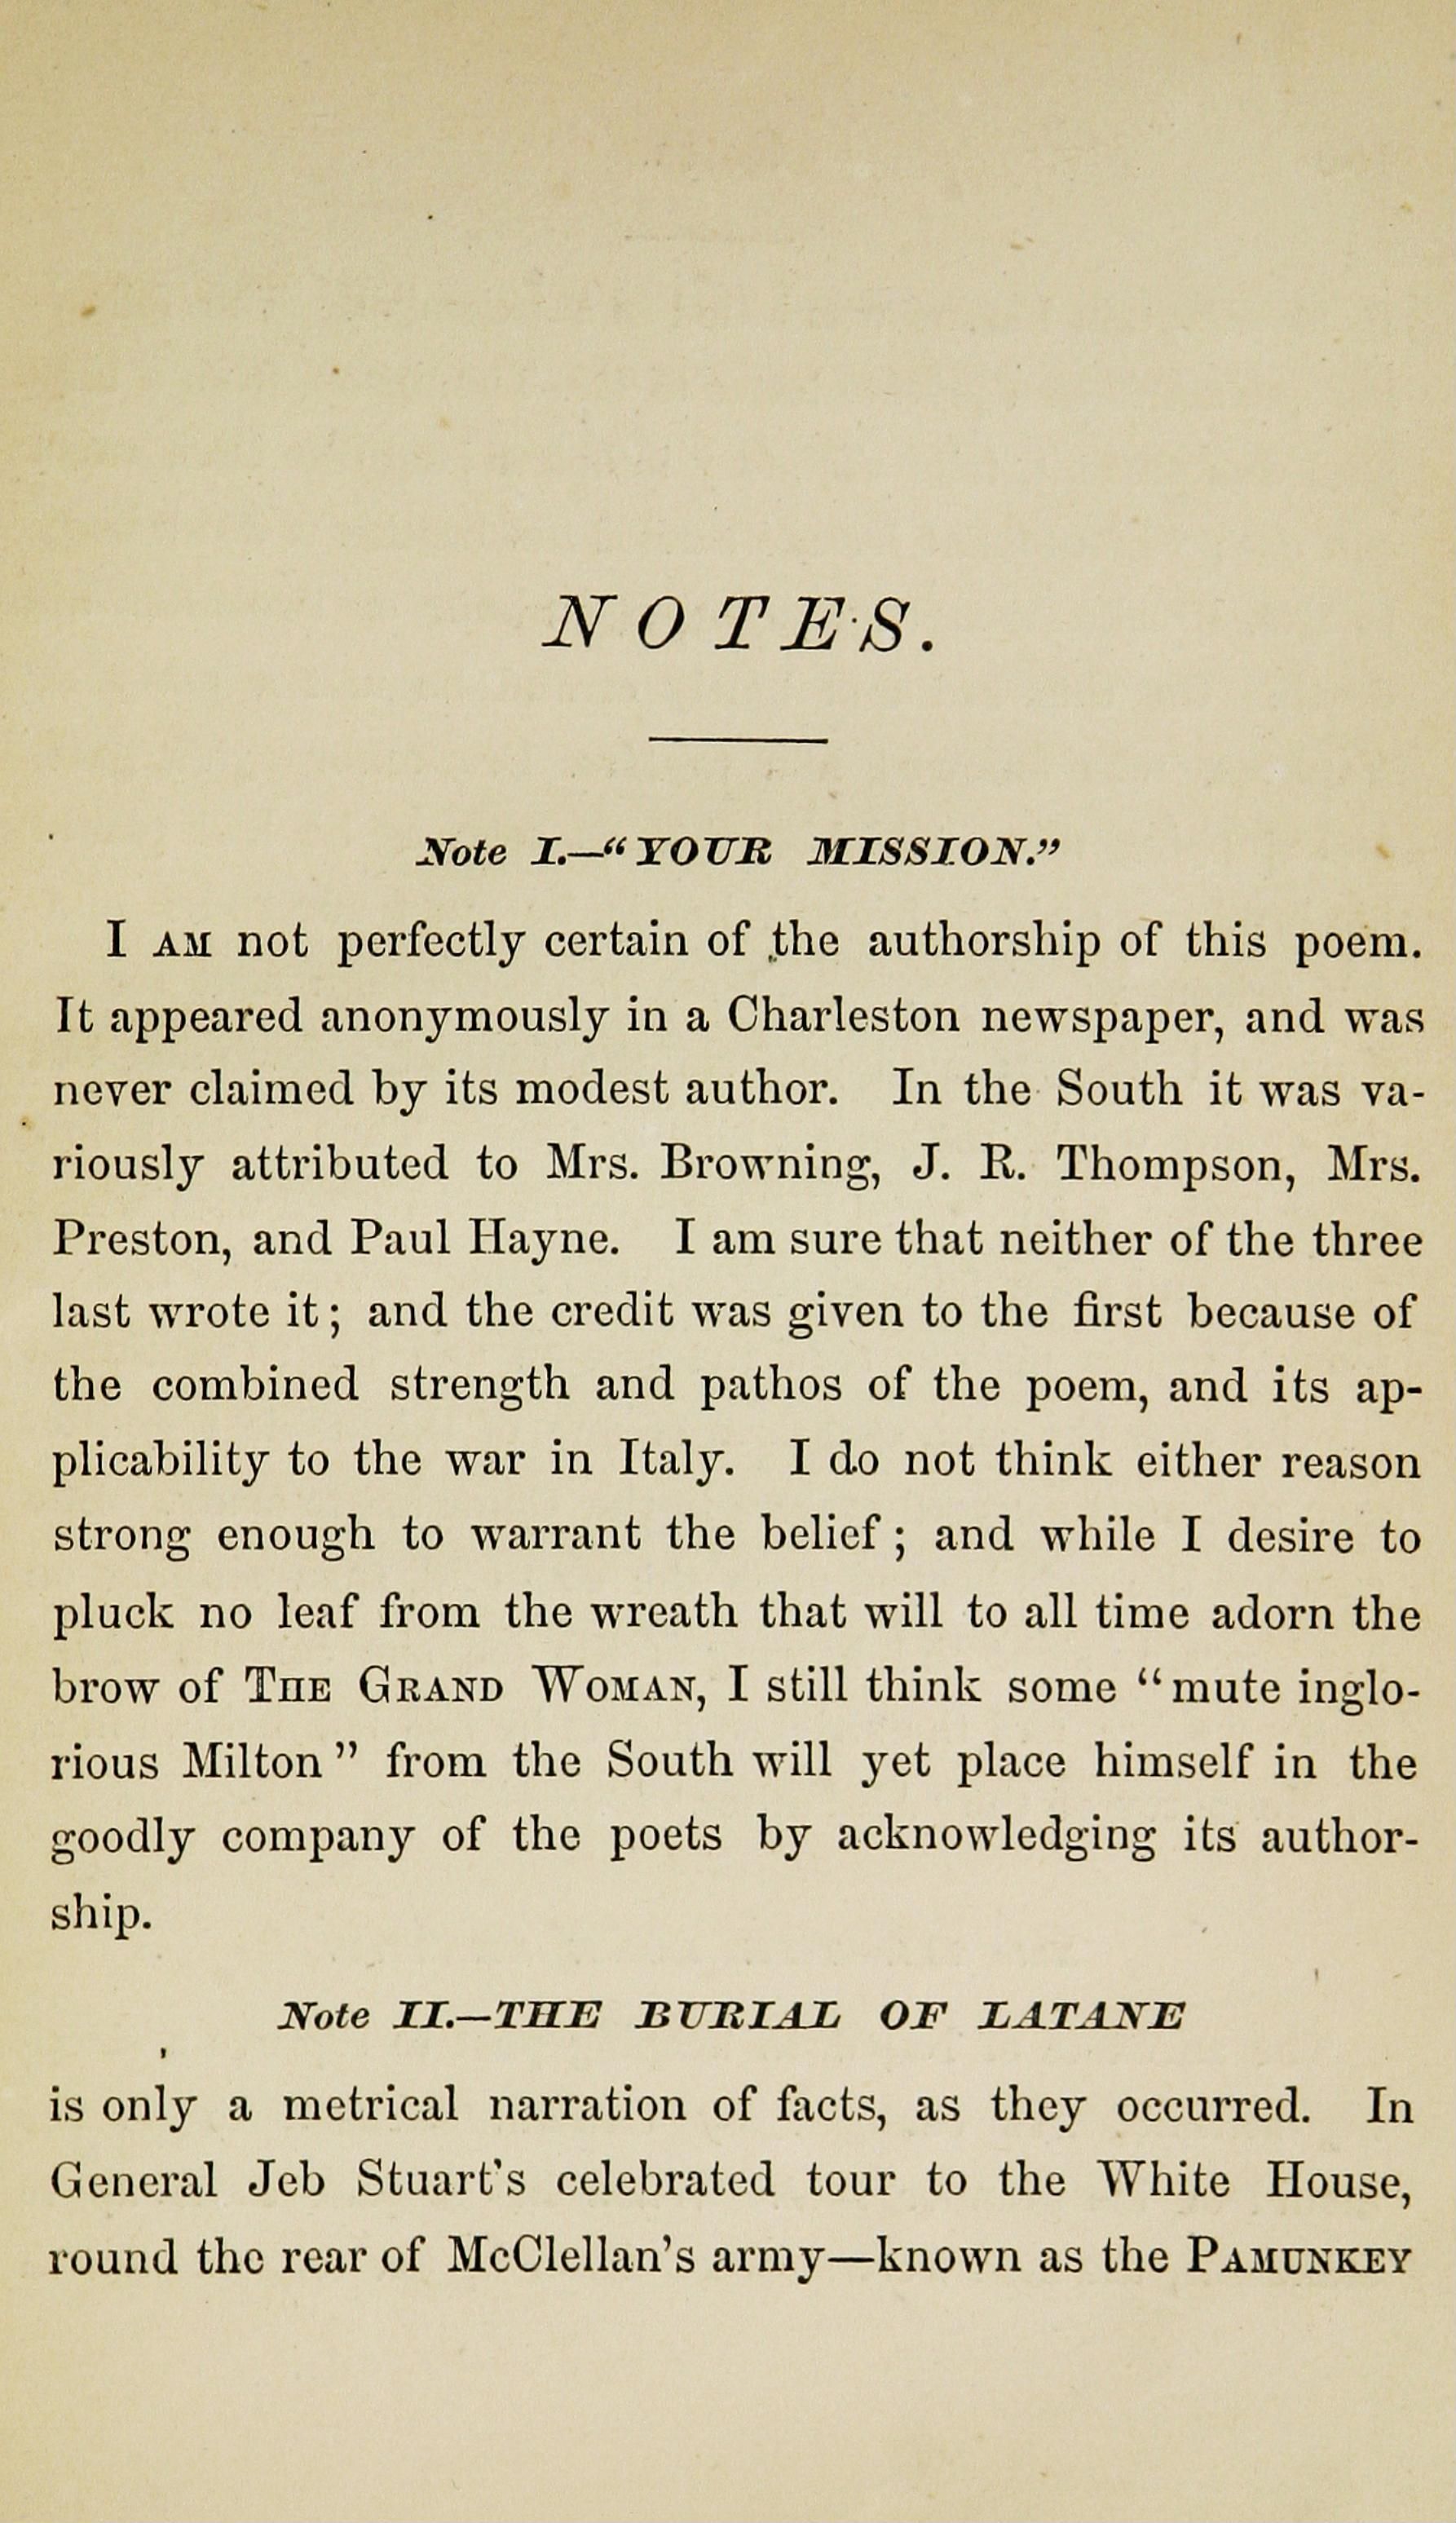 NOTES.
Note I.—“YOUR MISSION.”
I AM not perfectly certain of the authorship of this poem.
It appeared anonymously in a Charleston newspaper, and was
never claimed by its modest author. In the South it was va-
riously attributed to Mrs. Browning, J. R. Thompson, Mrs.
Preston, and Paul Hayne. I am sure that neither of the three
last wrote it; and the credit was given to the first because of
the combined strength and pathos of the poem, and its ap-
plicability to the war in Italy. I do not think either reason
strong enough to warrant the belief; and while I desire to
pluck no leaf from the wreath that will to all time adorn the
brow of THE GRAND WOMAN, I still think some “mute inglo-
rious Milton” from the South will yet place himself in the
goodly company of the poets by acknowledging its author-
ship.
Note II.—THE BURIAL OF LATANE
is only a metrical narration of facts, as they occurred. In
General Jeb Stuart's celebrated tour to the White House,
round the rear of McClellan's army—known as the PAMUNKEY